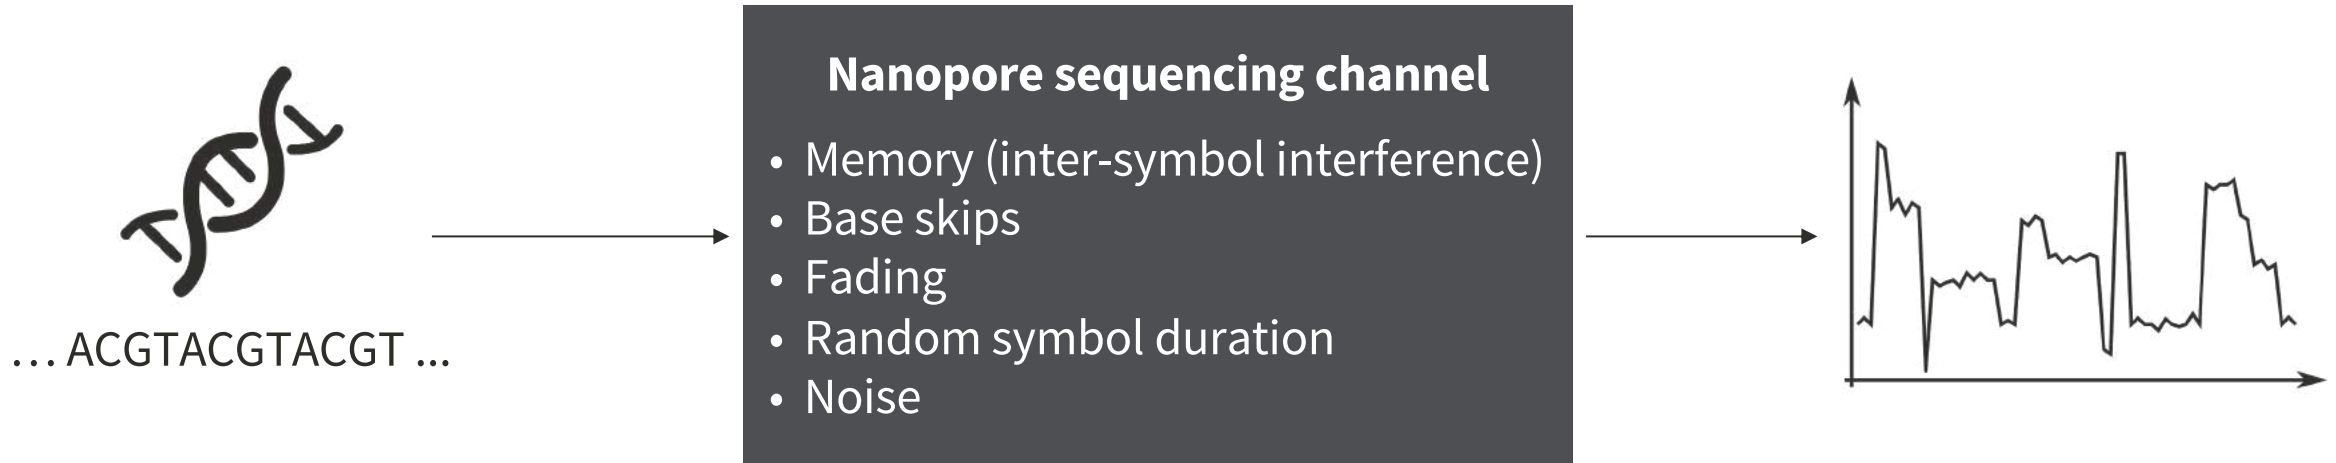 … ACGTACGTACGT ...
Nanopore sequencing channel
• Memory (inter-symbol interference)
• Base skips
• Fading
• Random symbol duration
• Noise